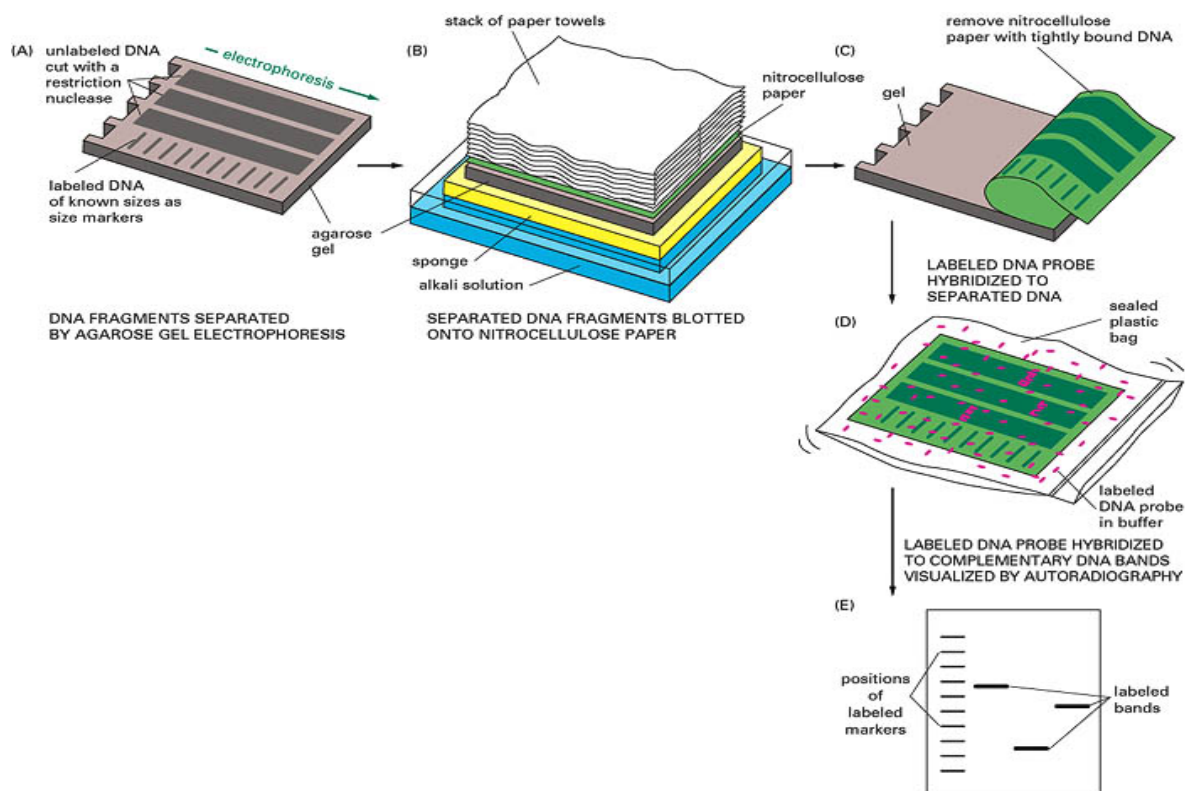 (A)
unlabeled DNA
cut with a
restriction
nuclease
electrophoresis
labeled DNA
of known sizes as
size markers
agarose
gel
DNA FRAGMENTS SEPARATED
BY AGAROSE GEL ELECTROPHORESIS
(B)
stack of paper towels
nitrocellulose
paper
sponge
alkali solution
SEPARATED DNA FRAGMENTS BLOTTED
ONTO NITROCELLULOSE PAPER
(C)
remove nitrocellulose
paper with tightly bound DNA
gel
LABELED DNA PROBE
HYBRIDIZED TO
SEPARATED DNA
(D)
sealed
plastic
bag
labeled
DNA probe
in buffer
LABELED DNA PROBE HYBRIDIZED
TO COMPLEMENTARY DNA BANDS
VISUALIZED BY AUTORADIOGRAPHY
(E)
positions
of
labeled
markers
labeled
bands